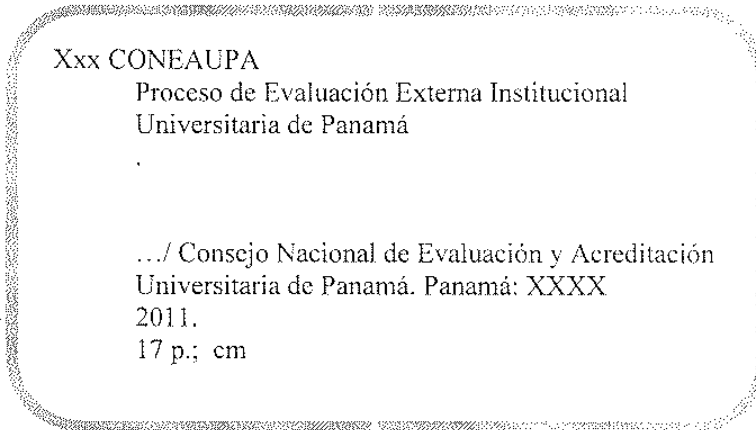 Xxx CONEAUPA
Proceso de Evaluación Externa Institucional
Universitaria de Panamá
.
…/ Consejo Nacional de Evaluación y Acreditación
Universitaria de Panamá. Panamá: XXXX
2011.
17 p.; cm